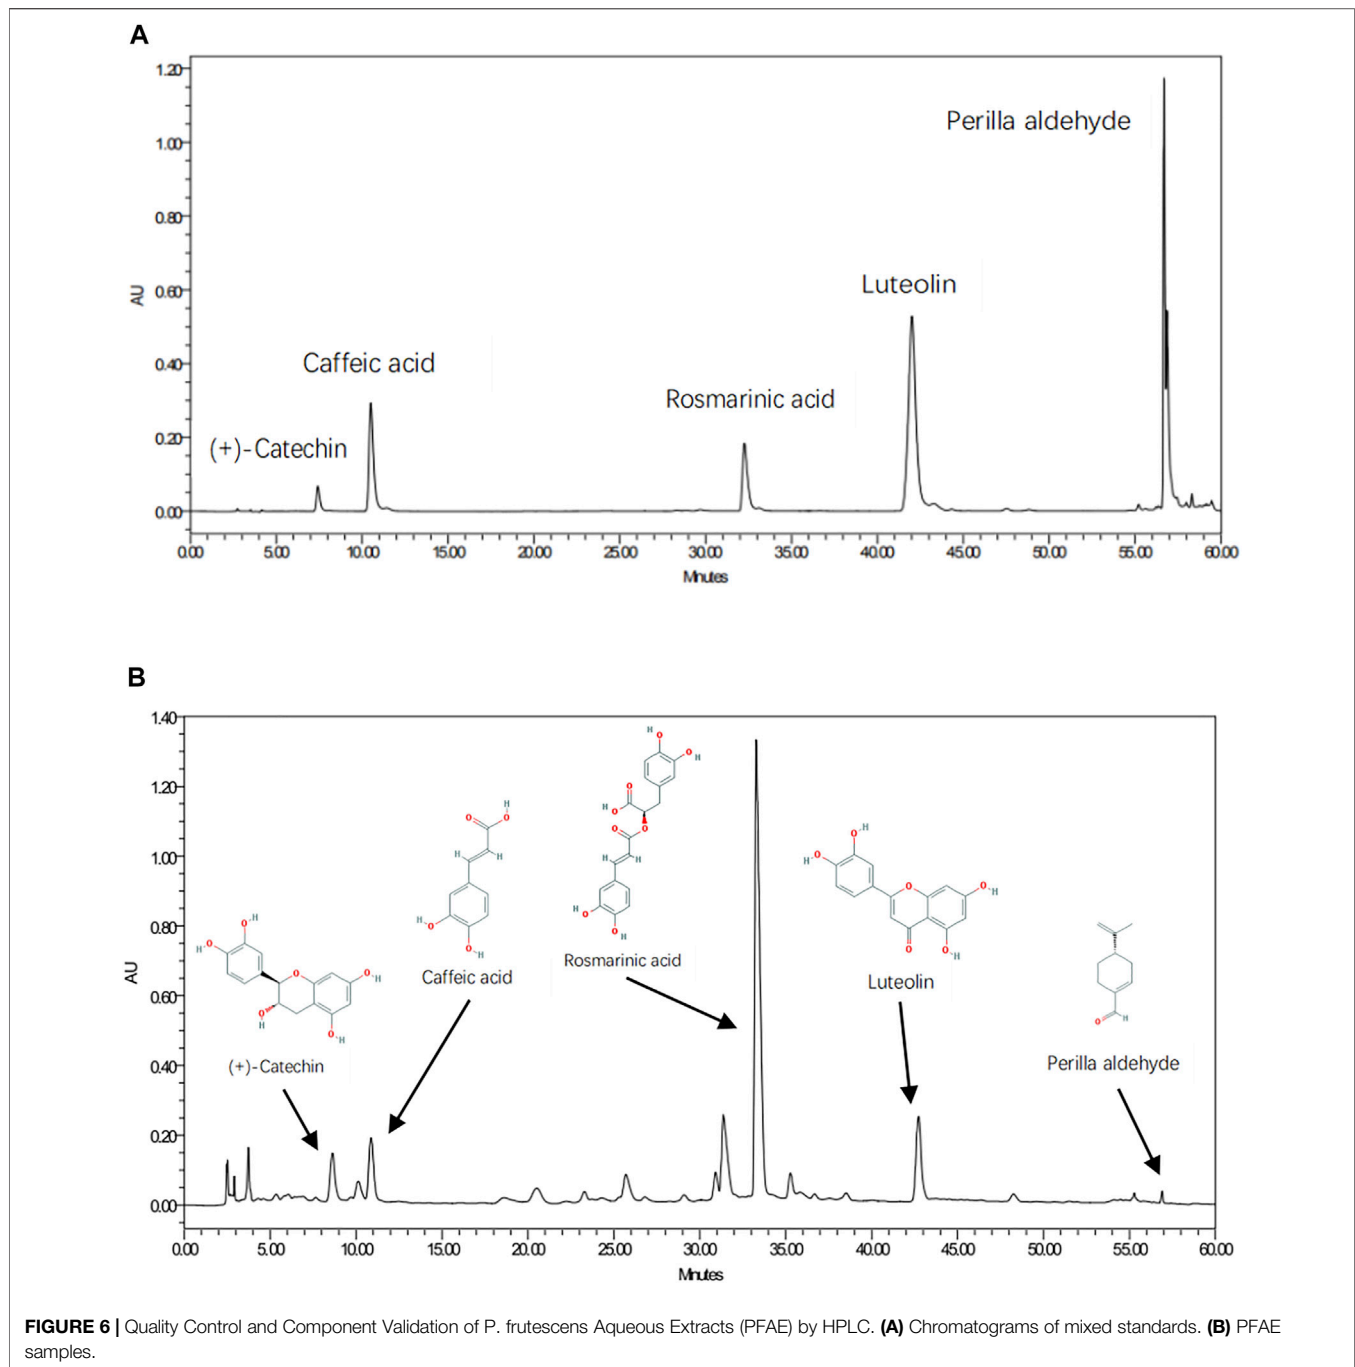 A
1.20
1.00
0.80
0.60
0.40
0.20
0.00
AU
Perilla aldehyde
Luteolin
Caffeic acid
Rosmarinic acid
(+)-Catechin
0.00 5.00 10.00 15.00 20.00 25.00 30.00 35.00 40.00 45.00 50.00 55.00 60.00
Minutes
B
1.40
1.20
1.00
0.80
0.60
0.40
0.20
0.00
AU
H O O H
O H O O O H H
H O O H
O O H H H
H O O H
H O H O O O H O O H
H O H O O O H O H O H
O H
Rosmarinic acid
Caffeic acid
Luteolin
(+)-Catechin
Perilla aldehyde
0.00 5.00 10.00 15.00 20.00 25.00 30.00 35.00 40.00 45.00 50.00 55.00 60.00
Minutes
FIGURE 6 | Quality Control and Component Validation of P. frutescens Aqueous Extracts (PFAE) by HPLC. (A) Chromatograms of mixed standards. (B) PFAE
samples.